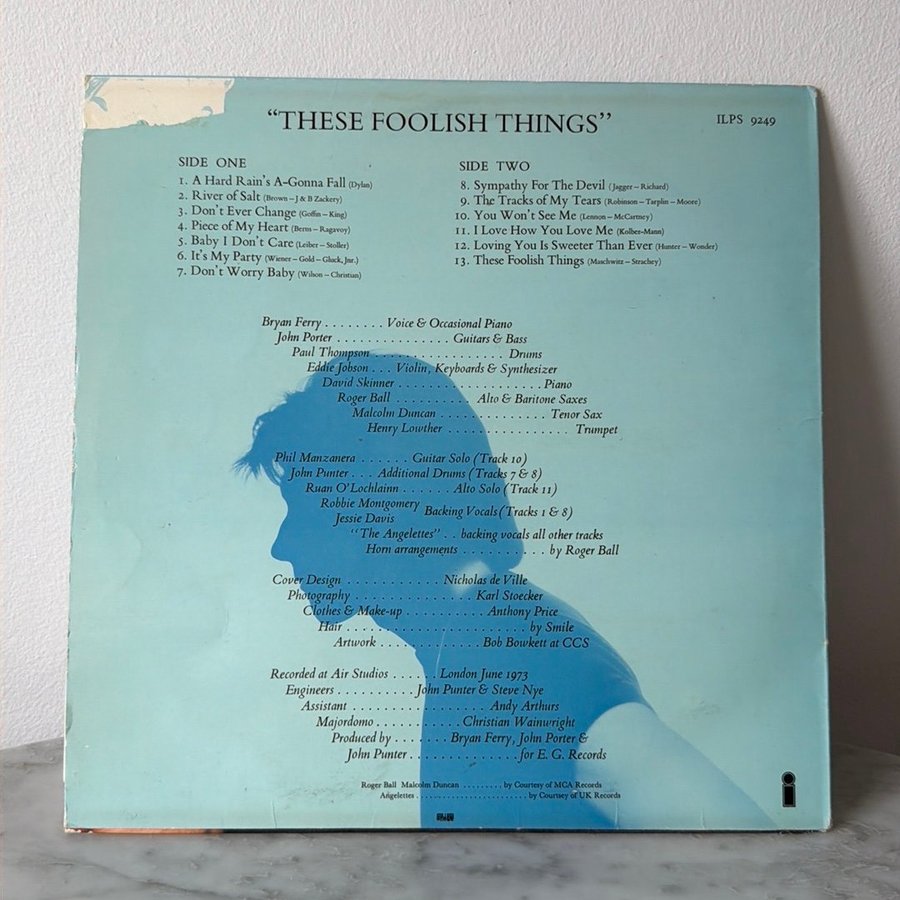 “THESE FOOLISH THINGS”
ILPS 9249
SIDE ONE
1. A Hard Rain's A-Gonna Fall (Dylan)
2. River of Salt (Brown – J & B Zackery)
3. Don't Ever Change (Goffin – King)
4. Piece of My Heart (Berns – Ragavoy)
5. Baby I Don't Care (Leiber – Stoller)
6. It's My Party (Wiener – Gold – Gluck, Jnr.)
7. Don't Worry Baby (Wilson – Christian)
SIDE TWO
8. Sympathy For The Devil (Jagger – Richard)
9. The Tracks of My Tears (Robinson – Tarplin – Moore)
10. You Won't See Me (Lennon – McCartney)
11. I Love How You Love Me (Kolber-Mann)
12. Loving You Is Sweeter Than Ever (Hunter – Wonder)
13. These Foolish Things (Maschwitz – Strachey)
Bryan Ferry ........ Voice & Occasional Piano
John Porter ................ Guitars & Bass
Paul Thompson .................. Drums
Eddie Jobson ... Violin, Keyboards & Synthesizer
David Skinner .................... Piano
Roger Ball .......... Alto & Baritone Saxes
Malcolm Duncan .............. Tenor Sax
Henry Lowther ................ Trumpet
Phil Manzanera ...... Guitar Solo (Track 10)
John Punter ... Additional Drums (Tracks 7 & 8)
Ruan O'Lochlainn ...... Alto Solo (Track 11)
Robbie Montgomery
Jessie Davis
Backing Vocals (Tracks 1 & 8)
“The Angelettes” .. backing vocals all other tracks
Horn arrangements .......... by Roger Ball
Cover Design ........... Nicholas de Ville
Photography .............. Karl Stoecker
Clothes & Make-up .......... Anthony Price
Hair ....................... by Smile
Artwork ............. Bob Bowkett at CCS
Recorded at Air Studios ...... London June 1973
Engineers .......... John Punter & Steve Nye
Assistant .................. Andy Arthurs
Majordomo ........... Christian Wainwright
Produced by ....... Bryan Ferry, John Porter &
John Punter .............. for E. G. Records
Roger Ball Malcolm Duncan ......... by Courtesy of MCA Records
Angelettes ............................ by Courtsey of UK Records